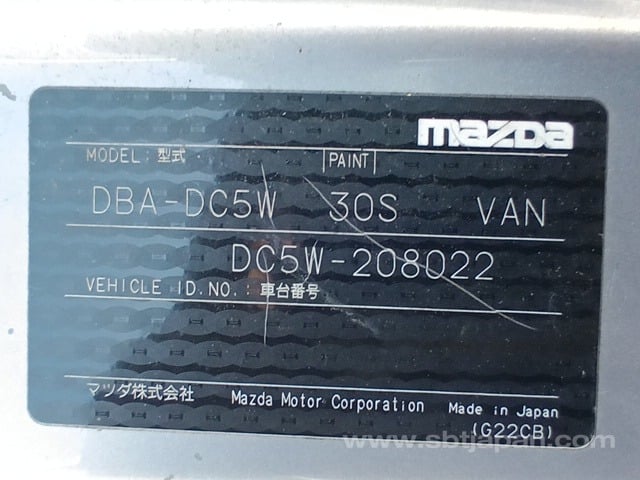 mazda
MODEL: 型式 PAINT
DBA-DC5W 30S VAN
DC5W-208022
VEHICLE ID.NO.: 車台番号
マツダ株式会社 Mazda Motor Corporation Made in Japan
(G22CB)
www.sbtjapan.com